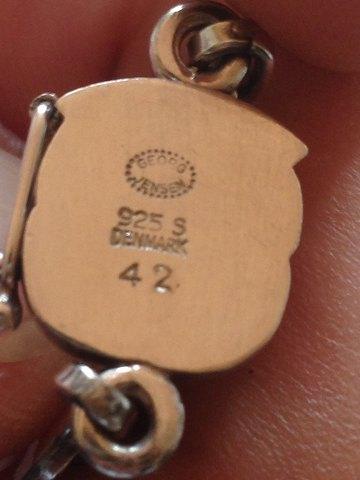 GEORG
JENSEN
925 S
DENMARK
42